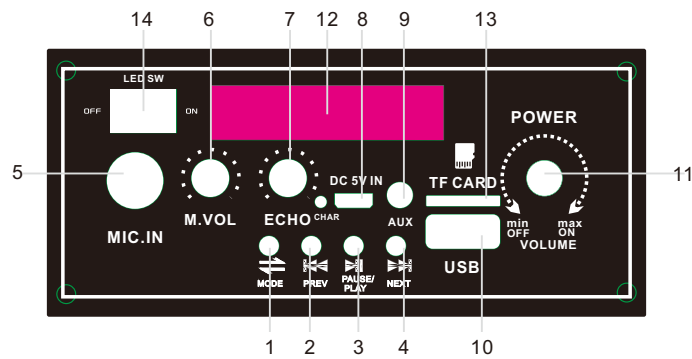 14 6 7 12 8 9 13
LED SW
OFF ON
POWER
5
11
DC 5V IN
TF CARD
M.VOL
ECHO
CHAR
AUX
MIC.IN
min
OFF
max
ON
VOLUME
USB
MODE
PREV
PAUSE/
PLAY
NEXT
1 2 3 4 10